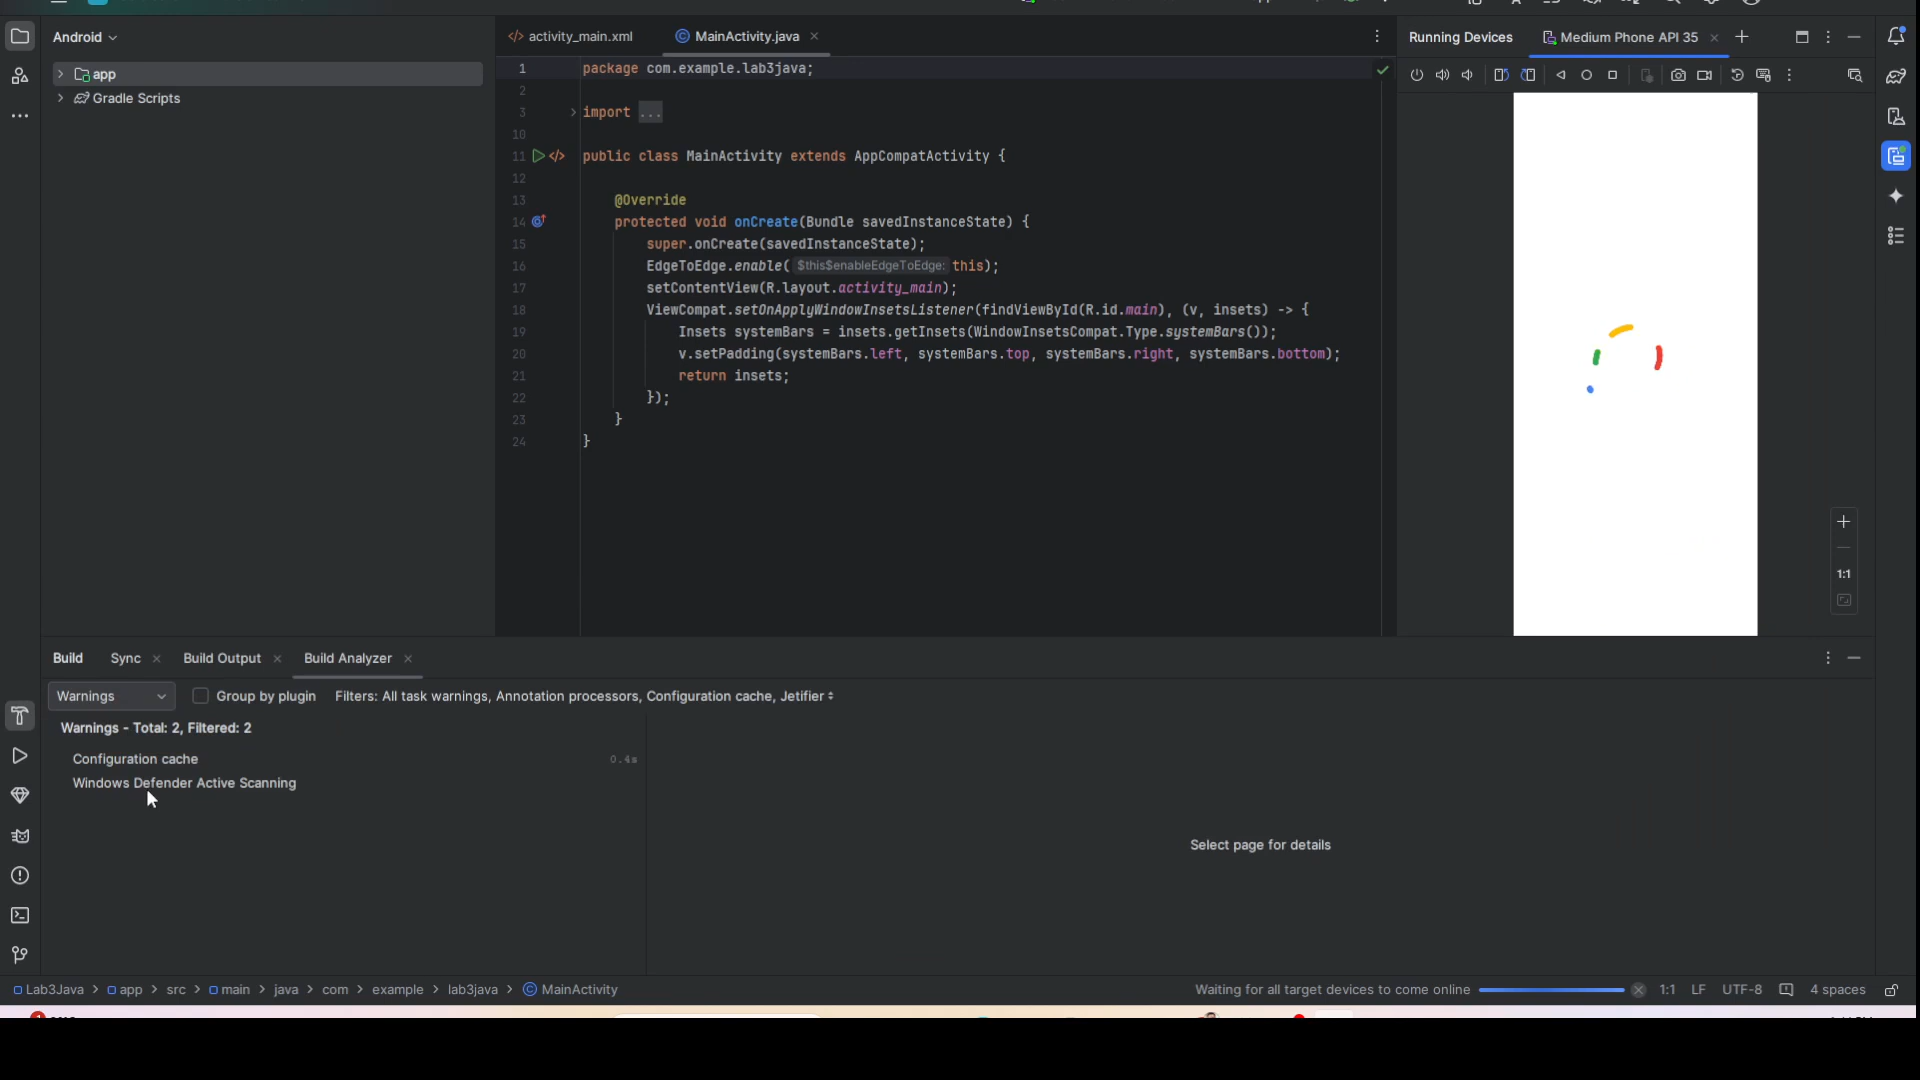 Android
activity_main.xml
MainActivity.java
Running Devices
Medium Phone API 35
app
Gradle Scripts
1 package com.example.lab3java;
2
3 import ...
10
11 public class MainActivity extends AppCompatActivity {
12
13 @Override
14 protected void onCreate(Bundle savedInstanceState) {
15 super.onCreate(savedInstanceState);
16 EdgeToEdge.enable( $this$enableEdgeToEdge: this);
17 setContentView(R.layout.activity_main);
18 ViewCompat.setOnApplyWindowInsetsListener(findViewById(R.id.main), (v, insets) -> {
19 Insets systemBars = insets.getInsets(WindowInsetsCompat.Type.systemBars());
20 v.setPadding(systemBars.left, systemBars.top, systemBars.right, systemBars.bottom);
21 return insets;
22 });
23 }
24 }
1:1
Build
Sync
Build Output
Build Analyzer
Warnings
Group by plugin
Filters: All task warnings, Annotation processors, Configuration cache, Jetifier
Warnings - Total: 2, Filtered: 2
Configuration cache 0.4s
Windows Defender Active Scanning
Select page for details
Lab3Java > app > src > main > java > com > example > lab3java > MainActivity
Waiting for all target devices to come online
1:1
LF
UTF-8
4 spaces